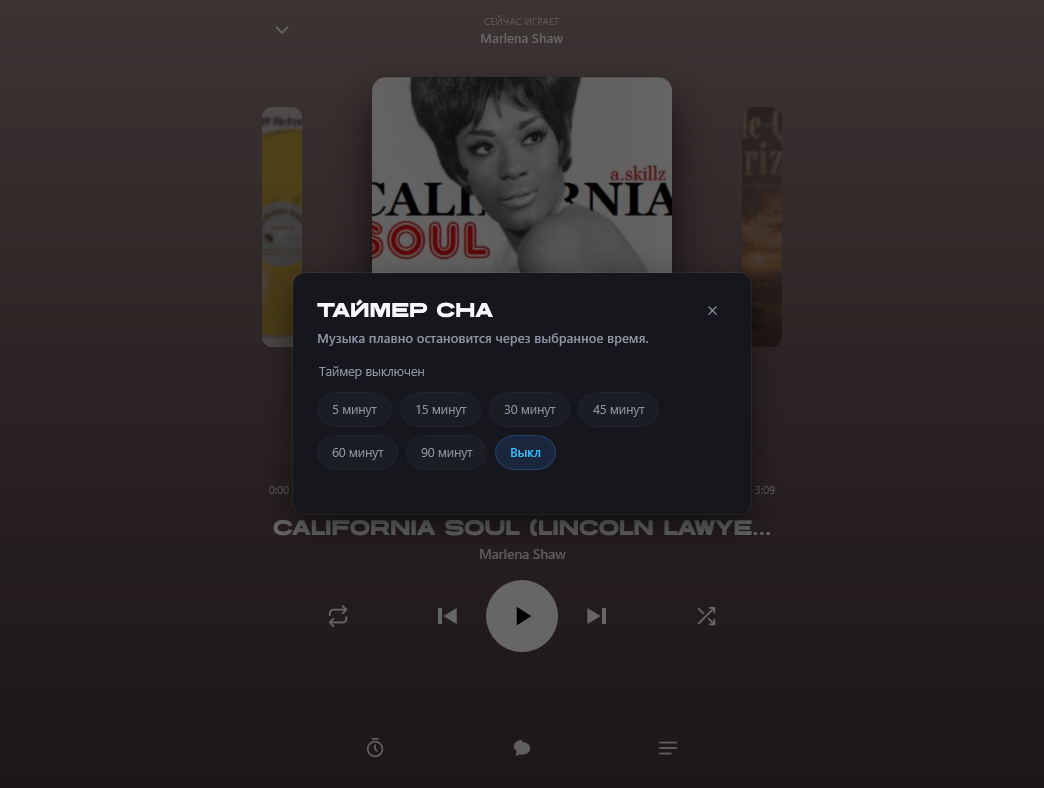 СЕЙЧАС ИГРАЕТ
Marlena Shaw
a.skillz
CALIFORNIA
SOUL
ТАЙМЕР СНА
Музыка плавно остановится через выбранное время.
Таймер выключен
5 минут 15 минут 30 минут 45 минут
60 минут 90 минут Выкл
0:00 3:09
CALIFORNIA SOUL (LINCOLN LAWYE...
Marlena Shaw